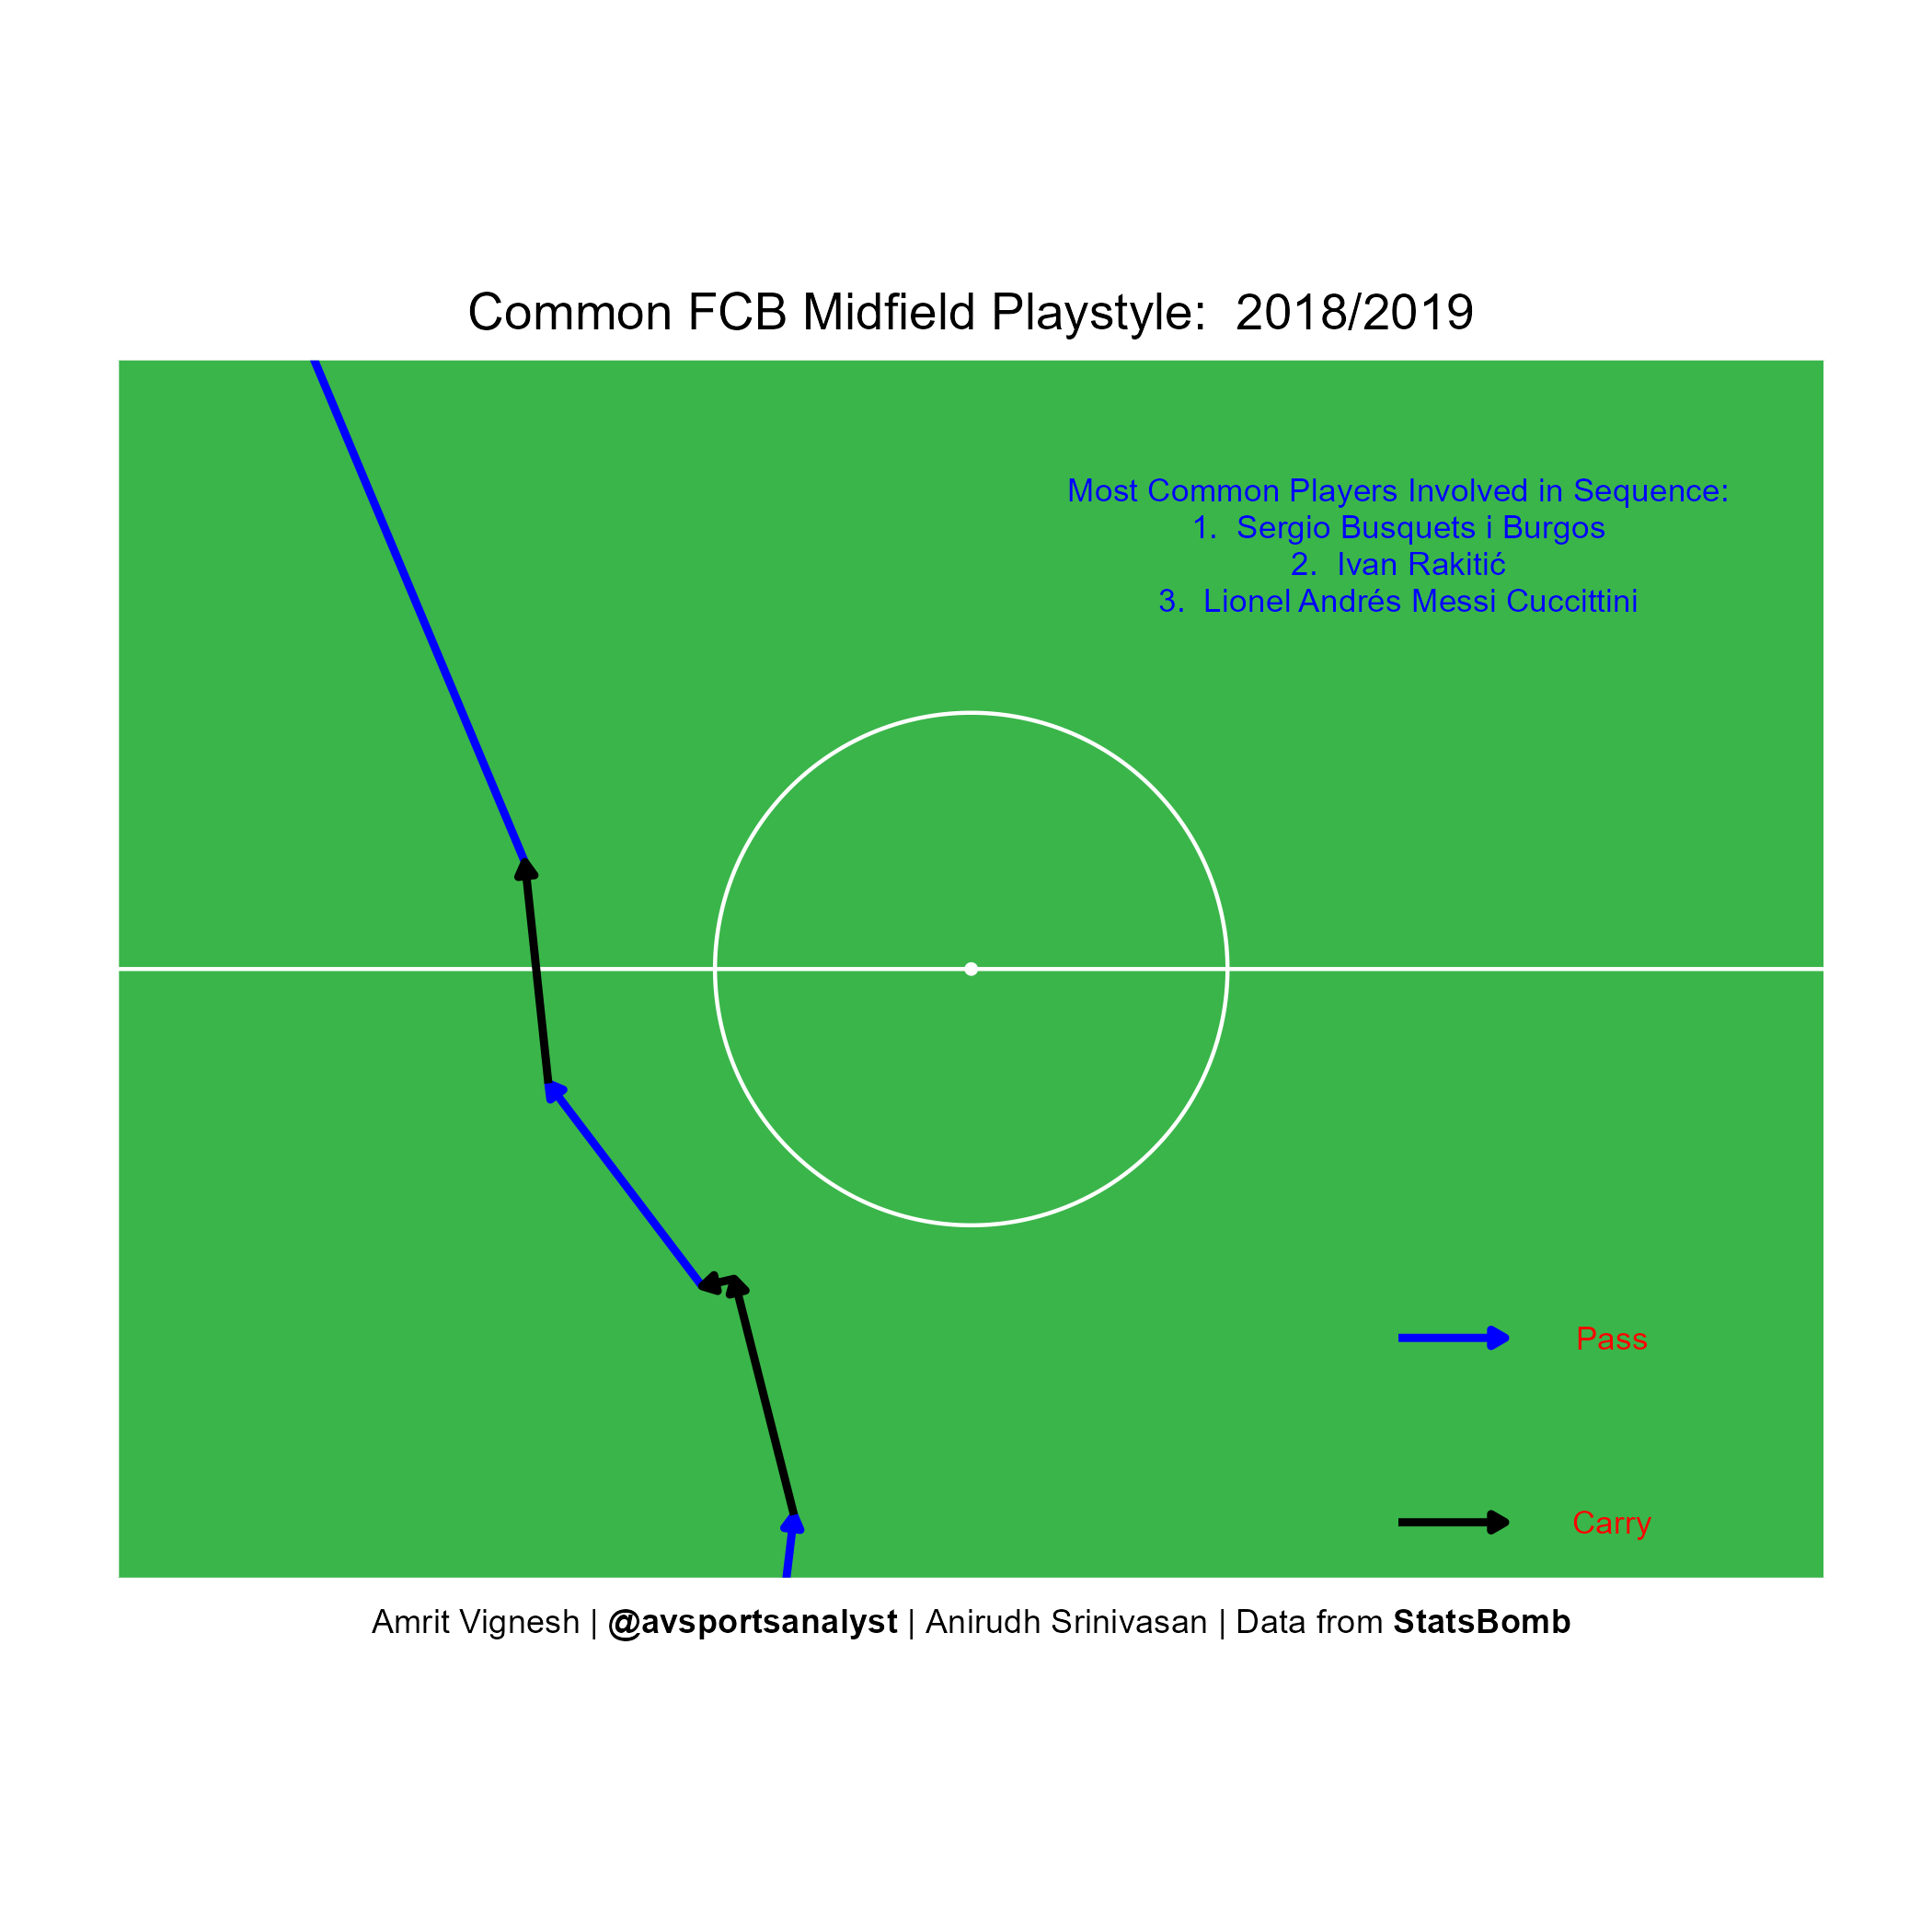 Common FCB Midfield Playstyle:  2018/2019
Most Common Players Involved in Sequence:
1.  Sergio Busquets i Burgos
2.  Ivan Rakitić
3.  Lionel Andrés Messi Cuccittini
Pass
Carry
Amrit Vignesh | @avsportsanalyst | Anirudh Srinivasan | Data from StatsBomb